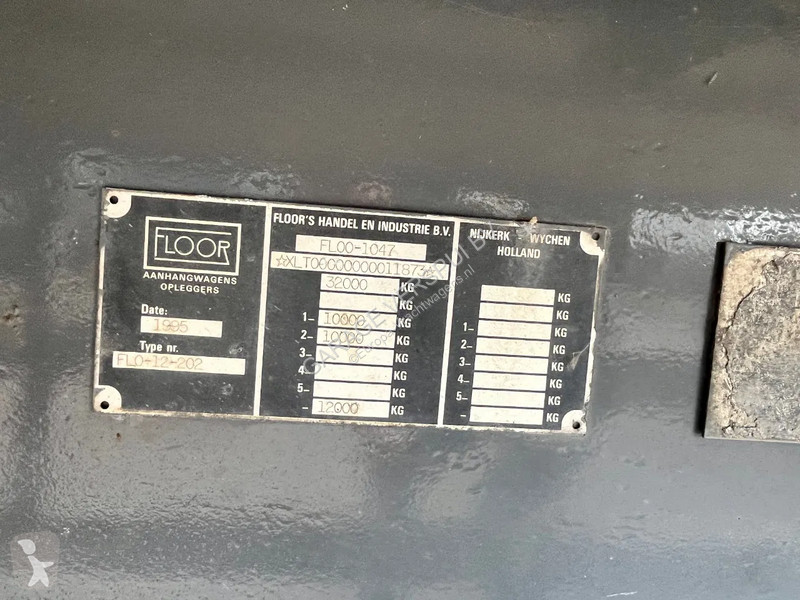 FLOOR
AANHANGWAGENS
OPLEGGERS
Date:
1995
Type nr.
FLO-12-202
FLOOR'S HANDEL EN INDUSTRIE B.V.
FLOO-1047
32000 KG
KG
1- 10000 KG
2- 10000 KG
3- KG
4- KG
5- KG
- 12000 KG
NIJKERK WYCHEN
HOLLAND
KG
KG
1- KG
2- KG
3- KG
4- KG
5- KG
- KG